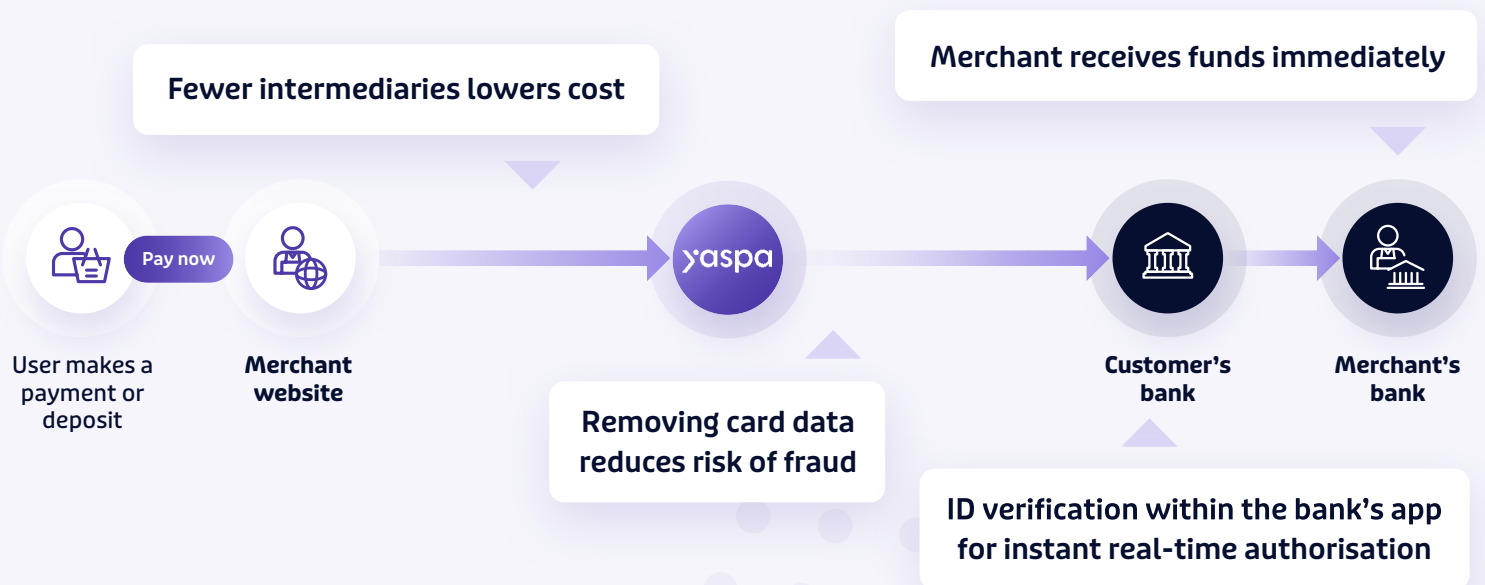 Fewer intermediaries lowers cost
Merchant receives funds immediately
Pay now
yaspa
User makes a
payment or
deposit
Merchant
website
Customer’s
bank
Merchant’s
bank
Removing card data
reduces risk of fraud
ID verification within the bank’s app
for instant real-time authorisation